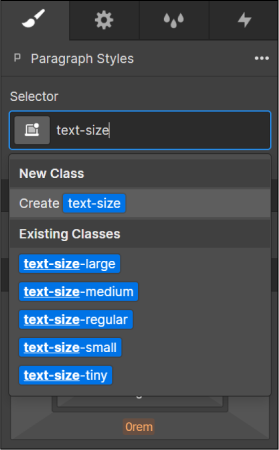 P Paragraph Styles
Selector
text-size
New Class
Create text-size
Existing Classes
text-size-large
text-size-medium
text-size-regular
text-size-small
text-size-tiny
0rem